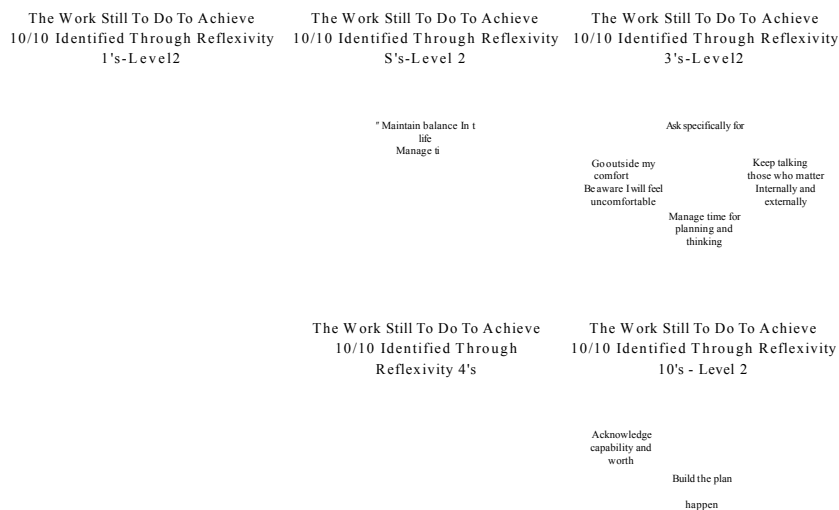 The Work Still To Do To Achieve
10/10 Identified Through Reflexivity
1's-Level2
The Work Still To Do To Achieve
10/10 Identified Through Reflexivity
S's-Level 2
" Maintain balance In t
life
Manage ti
The Work Still To Do To Achieve
10/10 Identified Through Reflexivity
3's-Level2
Ask specifically for
Go outside my
comfort
Be aware I will feel
uncomfortable
Keep talking
those who matter
Internally and
externally
Manage time for
planning and
thinking
The Work Still To Do To Achieve
10/10 Identified Through
Reflexivity 4's
The Work Still To Do To Achieve
10/10 Identified Through Reflexivity
10's - Level 2
Acknowledge
capability and
worth
Build the plan
happen